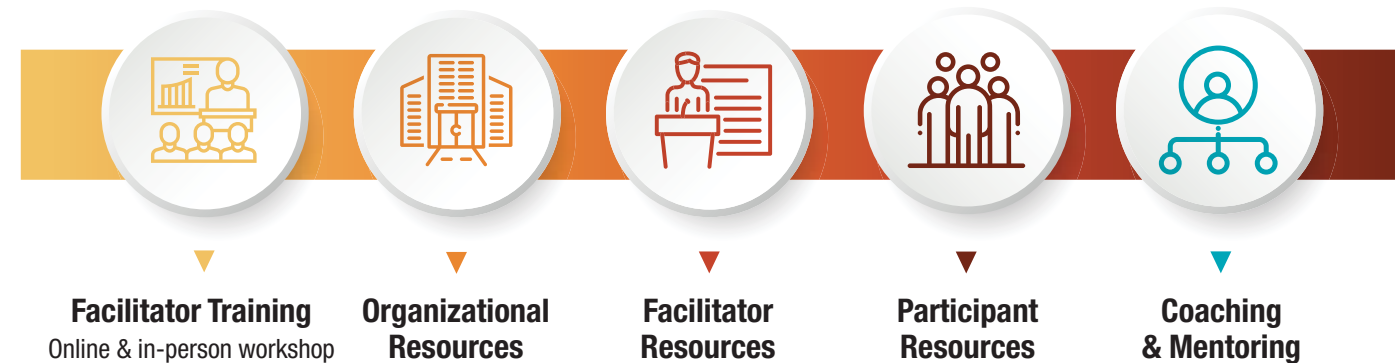 Facilitator Training
Online & in-person workshop
Organizational
Resources
Facilitator
Resources
Participant
Resources
Coaching
& Mentoring